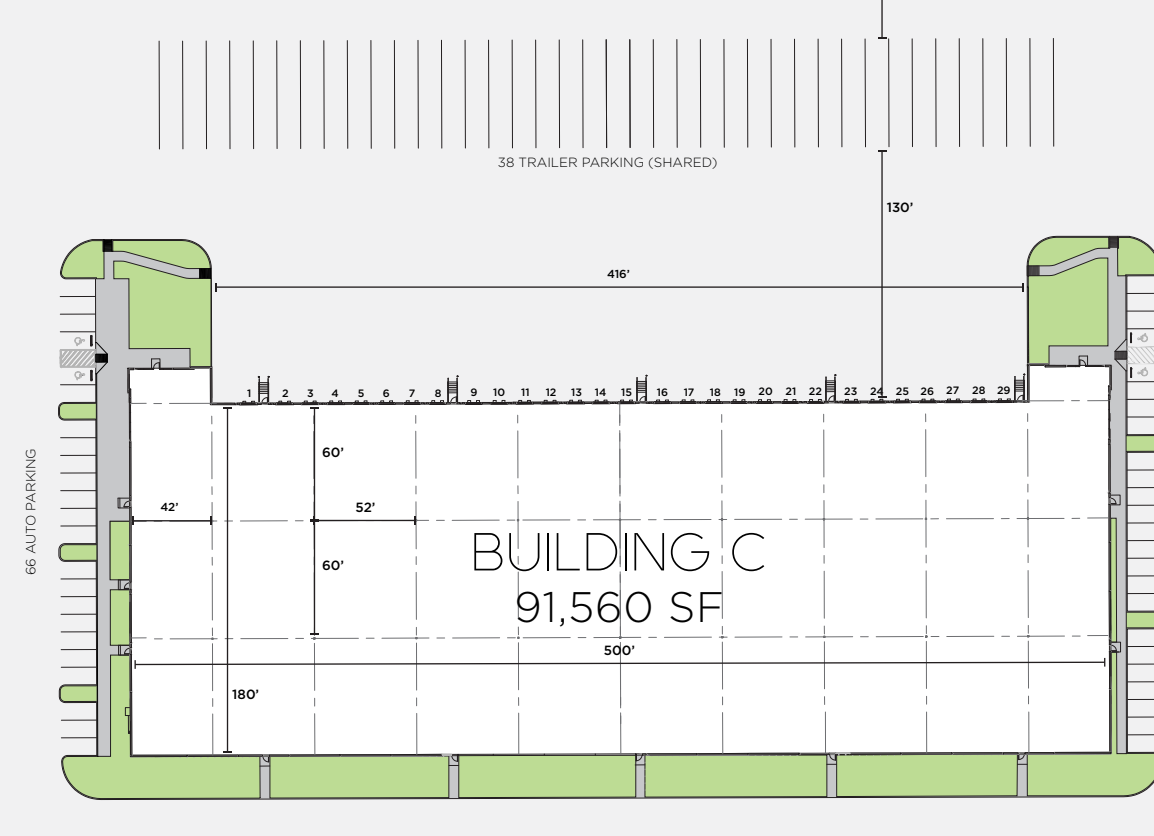 38 TRAILER PARKING (SHARED)
130’
416’
1 2 3 4 5 6 7 8 9 10 11 12 13 14 15 16 17 18 19 20 21 22 23 24 25 26 27 28 29
60’
42’
52’
BUILDING C
60’
91,560 SF
500’
180’
66 AUTO PARKING